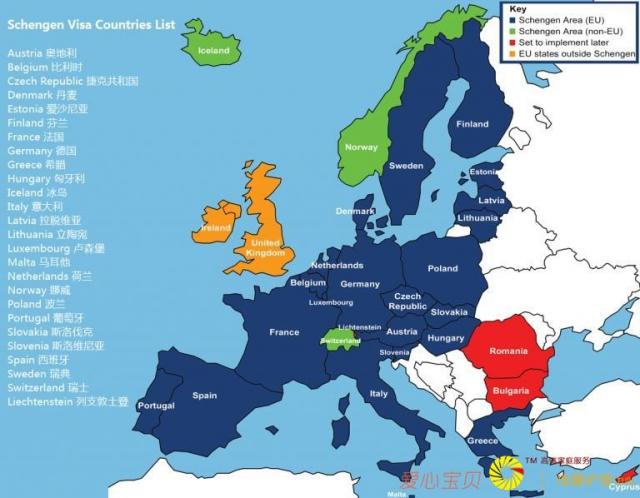 Schengen Visa Countries List
Austria 奥地利
Belgium 比利时
Czech Republic 捷克共和国
Denmark 丹麦
Estonia 爱沙尼亚
Finland 芬兰
France 法国
Germany 德国
Greece 希腊
Hungary 匈牙利
Iceland 冰岛
Italy 意大利
Latvia 拉脱维亚
Lithuania 立陶宛
Luxembourg 卢森堡
Malta 马耳他
Netherlands 荷兰
Norway 挪威
Poland 波兰
Portugal 葡萄牙
Slovakia 斯洛伐克
Slovenia 斯洛维尼亚
Spain 西班牙
Sweden 瑞典
Switzerland 瑞士
Liechtenstein 列支敦士登
Key
Schengen Area (EU)
Schengen Area (non-EU)
Set to implement later
EU states outside Schengen
Iceland
Norway
Sweden
Finland
Estonia
Latvia
Lithuania
Denmark
Ireland
United
Kingdom
Netherlands
Belgium
Germany
Poland
Luxembourg
Czech
Republic
Slovakia
France
Liechtenstein
Switzerland
Austria
Hungary
Slovenia
Romania
Bulgaria
Italy
Portugal
Spain
Greece
Malta
Cyprus
爱心宝贝
TM